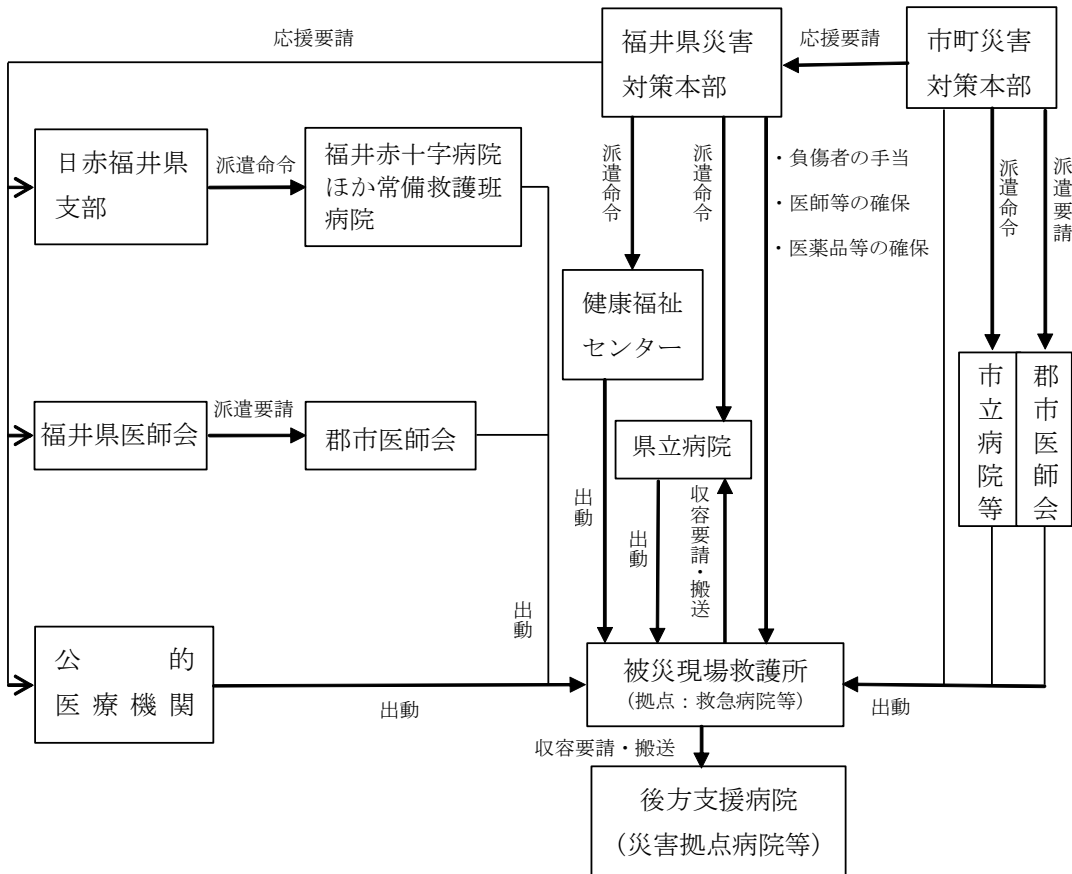 応援要請
福井県災害
対策本部
応援要請
市町災害
対策本部
日赤福井県
支部
派遣命令
福井赤十字病院
ほか常備救護班
病院
派遣命令
派遣命令
・負傷者の手当
・医師等の確保
・医薬品等の確保
派遣命令
派遣要請
健康福祉
センター
市立病院等
郡市医師会
福井県医師会
派遣要請
郡市医師会
県立病院
出動
出動
収容要請・搬送
出動
公的
医療機関
出動
被災現場救護所
(拠点:救急病院等)
出動
収容要請・搬送
後方支援病院
(災害拠点病院等)